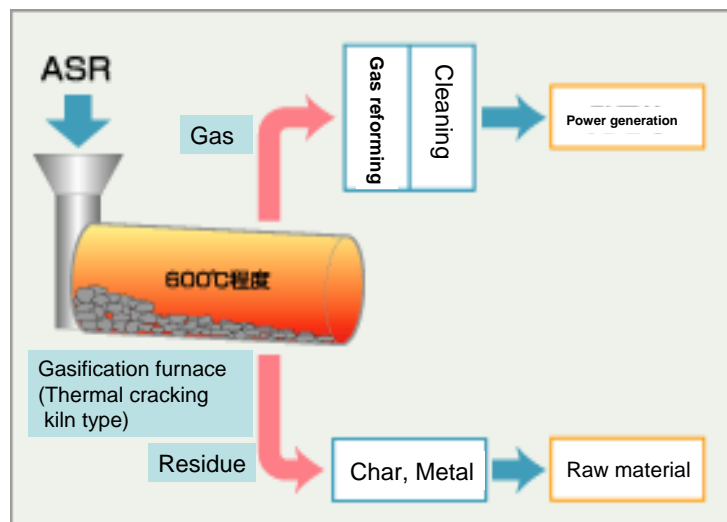 ASR
Gas
Gas reforming
Cleaning
Power generation
600℃程度
Gasification furnace
(Thermal cracking
kiln type)
Residue
Char, Metal
Raw material